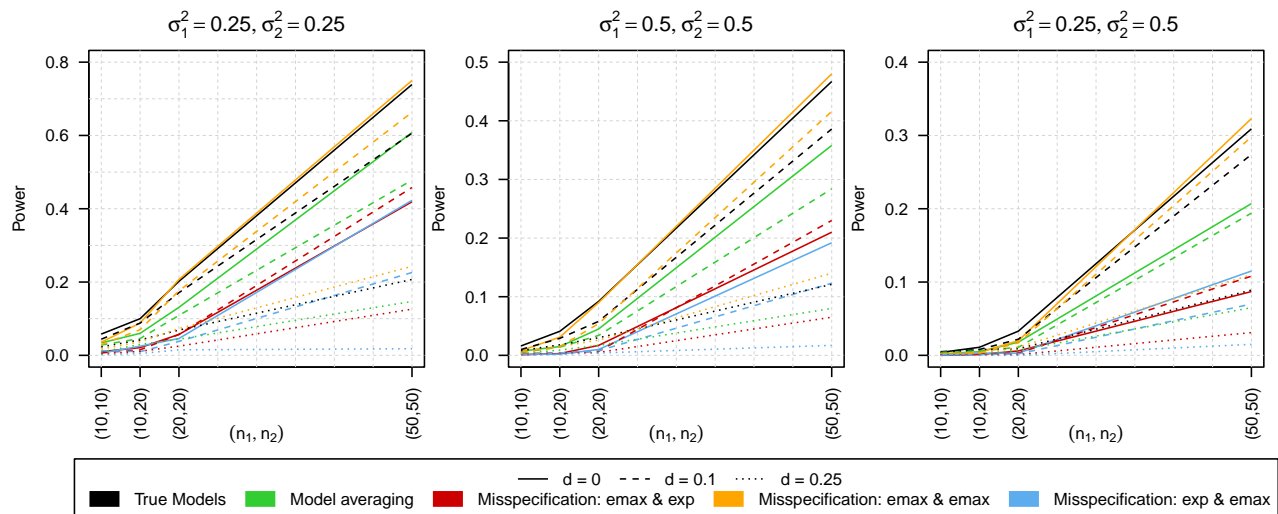 σ₁² = 0.25, σ₂² = 0.25
0.0
0.2
0.4
0.6
0.8
Power
(10,10)
(10,20)
(20,20)
(50,50)
σ₁² = 0.5, σ₂² = 0.5
0.0
0.1
0.2
0.3
0.4
0.5
Power
(10,10)
(10,20)
(20,20)
(50,50)
σ₁² = 0.25, σ₂² = 0.5
0.0
0.1
0.2
0.3
0.4
Power
(10,10)
(10,20)
(20,20)
(50,50)
(n₁, n₂)
(n₁, n₂)
(n₁, n₂)
d = 0 d = 0.1 d = 0.25
True Models Model averaging Misspecification: emax & exp Misspecification: emax & emax Misspecification: exp & emax